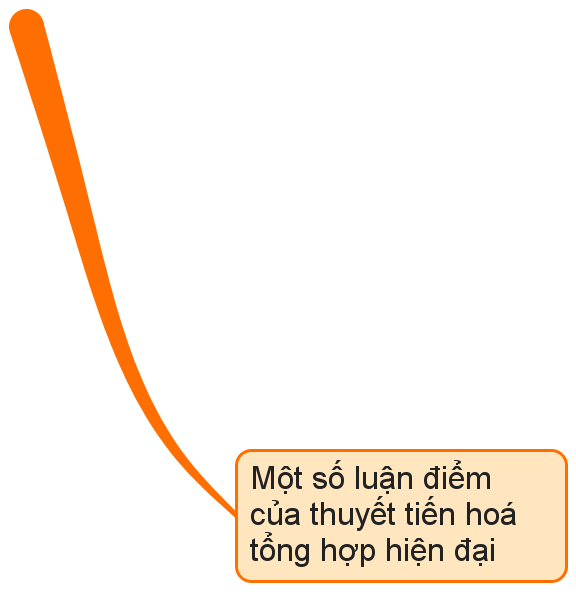 Một số luận điểm
của thuyết tiến hoá
tổng hợp hiện đại